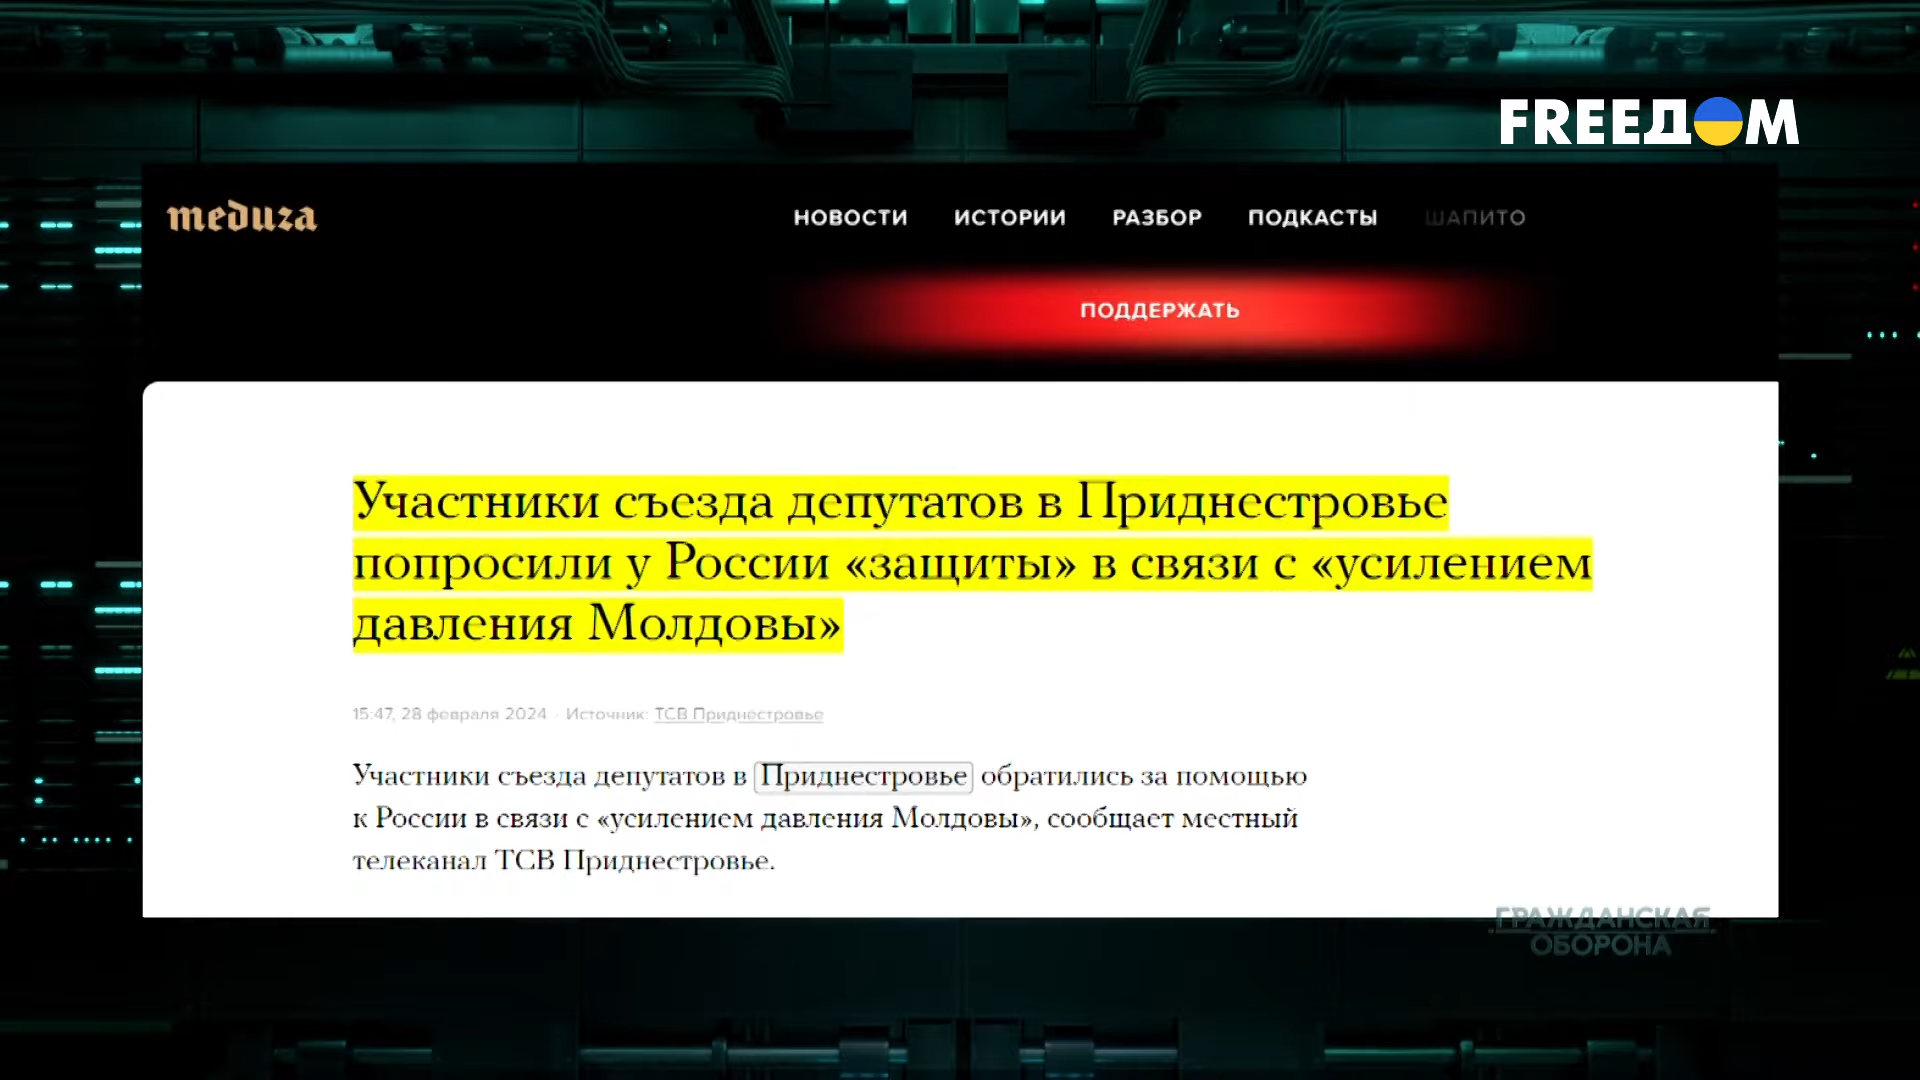 FREEДOM
meduza
НОВОСТИ ИСТОРИИ РАЗБОР ПОДКАСТЫ ШАПИТО
ПОДДЕРЖАТЬ
Участники съезда депутатов в Приднестровье
попросили у России «защиты» в связи с «усилением
давления Молдовы»
15:47, 28 февраля 2024 · Источник: ТСВ Приднестровье
Участники съезда депутатов в Приднестровье обратились за помощью
к России в связи с «усилением давления Молдовы», сообщает местный
телеканал ТСВ Приднестровье.
ГРАЖДАНСКАЯ
ОБОРОНА